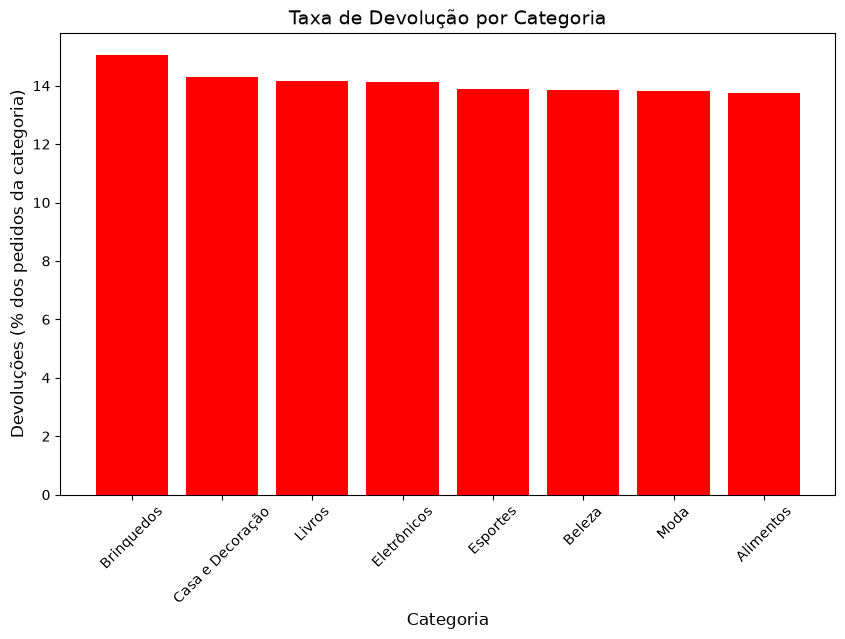 Taxa de Devolução por Categoria
Devoluções (% dos pedidos da categoria)
14
12
10
8
6
4
2
0
Brinquedos
Casa e Decoração
Livros
Eletrônicos
Esportes
Beleza
Moda
Alimentos
Categoria